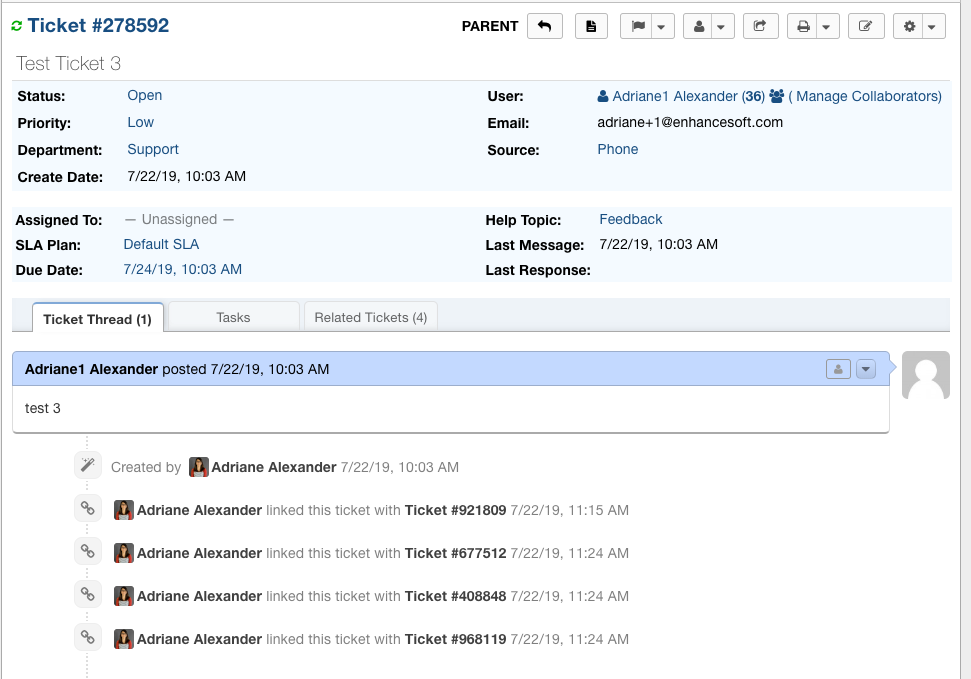 Ticket #278592 PARENT
Test Ticket 3
Status: Open User: Adriane1 Alexander (36) ( Manage Collaborators)
Priority: Low Email: adriane+1@enhancesoft.com
Department: Support Source: Phone
Create Date: 7/22/19, 10:03 AM
Assigned To: — Unassigned — Help Topic: Feedback
SLA Plan: Default SLA Last Message: 7/22/19, 10:03 AM
Due Date: 7/24/19, 10:03 AM Last Response:
Ticket Thread (1) Tasks Related Tickets (4)
Adriane1 Alexander posted 7/22/19, 10:03 AM
test 3
Created by Adriane Alexander 7/22/19, 10:03 AM
Adriane Alexander linked this ticket with Ticket #921809 7/22/19, 11:15 AM
Adriane Alexander linked this ticket with Ticket #677512 7/22/19, 11:24 AM
Adriane Alexander linked this ticket with Ticket #408848 7/22/19, 11:24 AM
Adriane Alexander linked this ticket with Ticket #968119 7/22/19, 11:24 AM